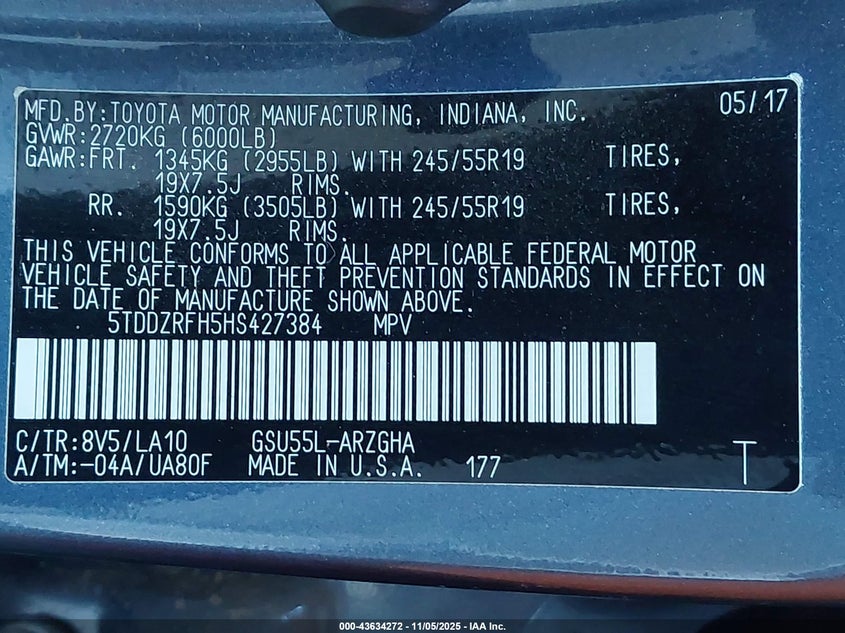 MFD.BY:TOYOTA MOTOR MANUFACTURING, INDIANA, INC. 05/17
GVWR:2720KG (6000LB)
GAWR:FRT. 1345KG (2955LB) WITH 245/55R19 TIRES,
19X7.5J RIMS.
RR. 1590KG (3505LB) WITH 245/55R19 TIRES,
19X7.5J RIMS.
THIS VEHICLE CONFORMS TO ALL APPLICABLE FEDERAL MOTOR
VEHICLE SAFETY AND THEFT PREVENTION STANDARDS IN EFFECT ON
THE DATE OF MANUFACTURE SHOWN ABOVE.
5TDDZRFH5HS427384 MPV
C/TR:8V5/LA10 GSU55L-ARZGHA
A/TM:-04A/UA80F MADE IN U.S.A. 177 T
000-43634272 - 11/05/2025 - IAA Inc.